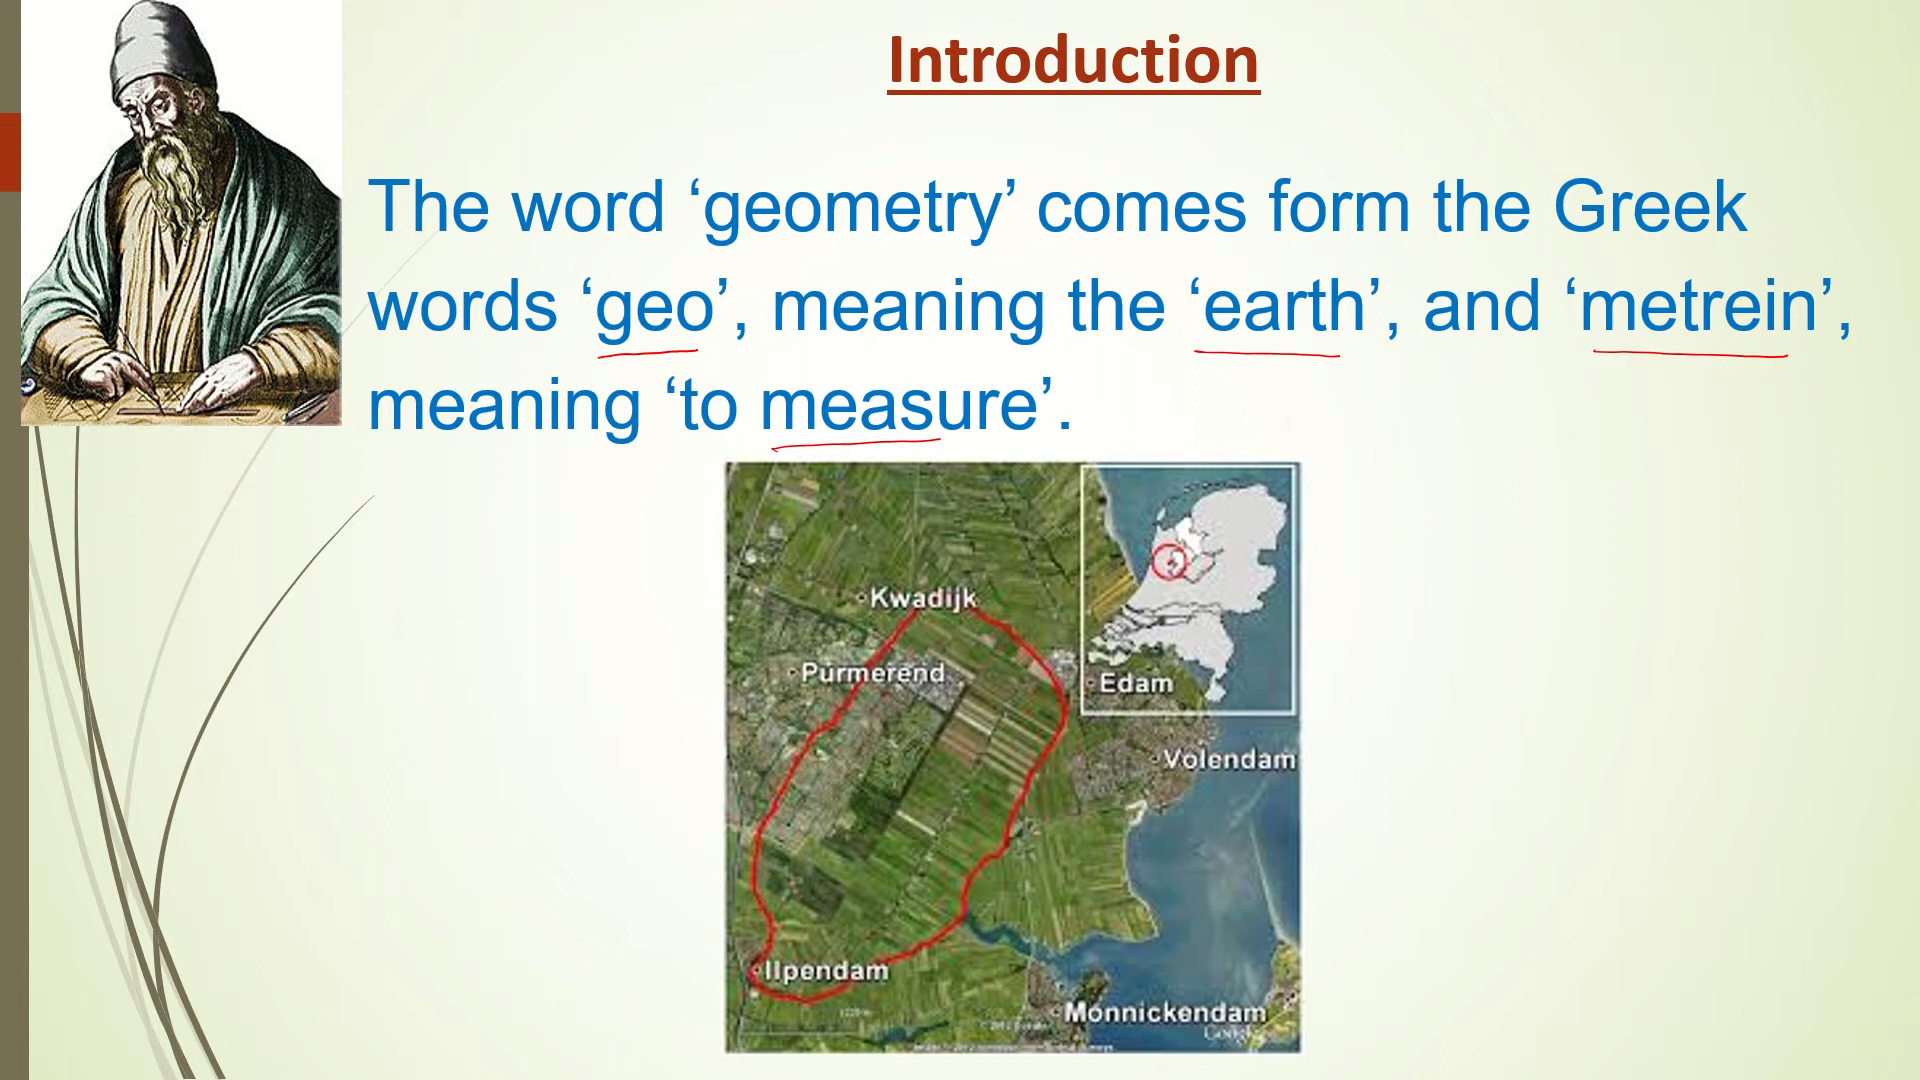 Introduction
The word ‘geometry’ comes form the Greek
words ‘geo’, meaning the ‘earth’, and ‘metrein’,
meaning ‘to measure’.
Kwadijk
Purmerend
Edam
Volendam
Ilpendam
Monnickendam